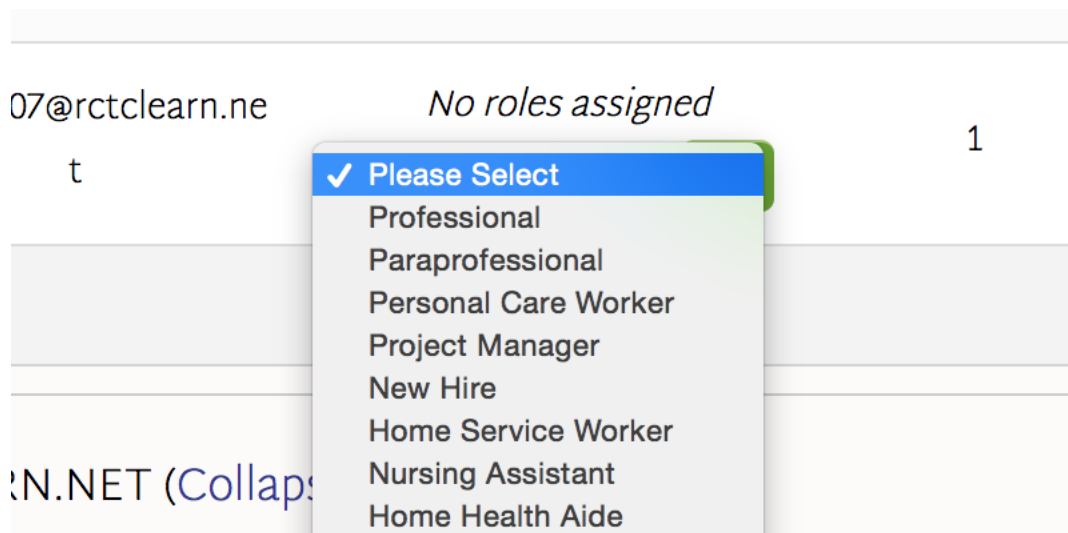 07@rctclearn.ne
t
No roles assigned
1
Please Select
Professional
Paraprofessional
Personal Care Worker
Project Manager
New Hire
Home Service Worker
Nursing Assistant
Home Health Aide
RN.NET (Collaps